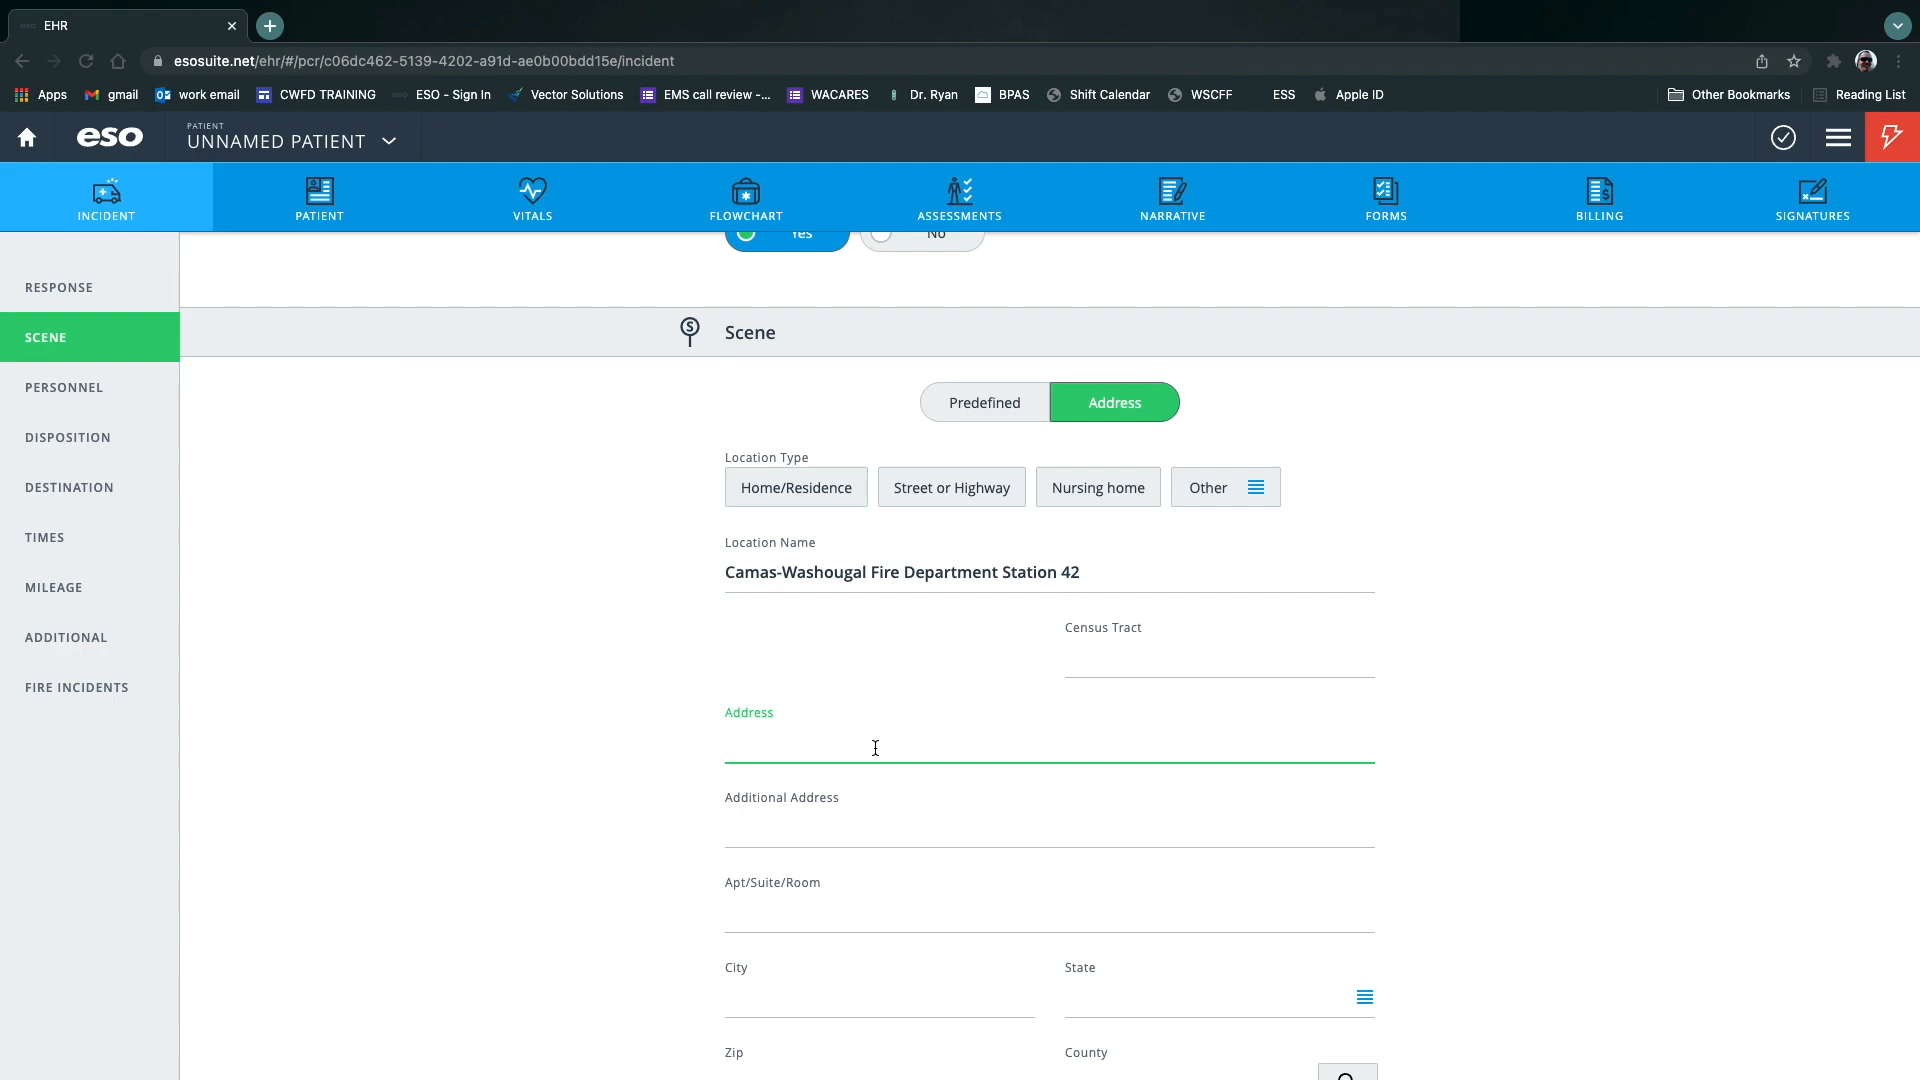 EHR
esosuite.net/ehr/#/pcr/c06dc462-5139-4202-a91d-ae0b00bdd15e/incident
Apps gmail work email CWFD TRAINING ESO - Sign In Vector Solutions EMS call review -... WACARES Dr. Ryan BPAS Shift Calendar WSCFF ESS Apple ID Other Bookmarks Reading List
eso
PATIENT
UNNAMED PATIENT
INCIDENT PATIENT VITALS FLOWCHART ASSESSMENTS NARRATIVE FORMS BILLING SIGNATURES
Yes No
RESPONSE
SCENE
PERSONNEL
DISPOSITION
DESTINATION
TIMES
MILEAGE
ADDITIONAL
FIRE INCIDENTS
Scene
Predefined Address
Location Type
Home/Residence Street or Highway Nursing home Other
Location Name
Camas-Washougal Fire Department Station 42
Census Tract
Address
Additional Address
Apt/Suite/Room
City State
Zip County